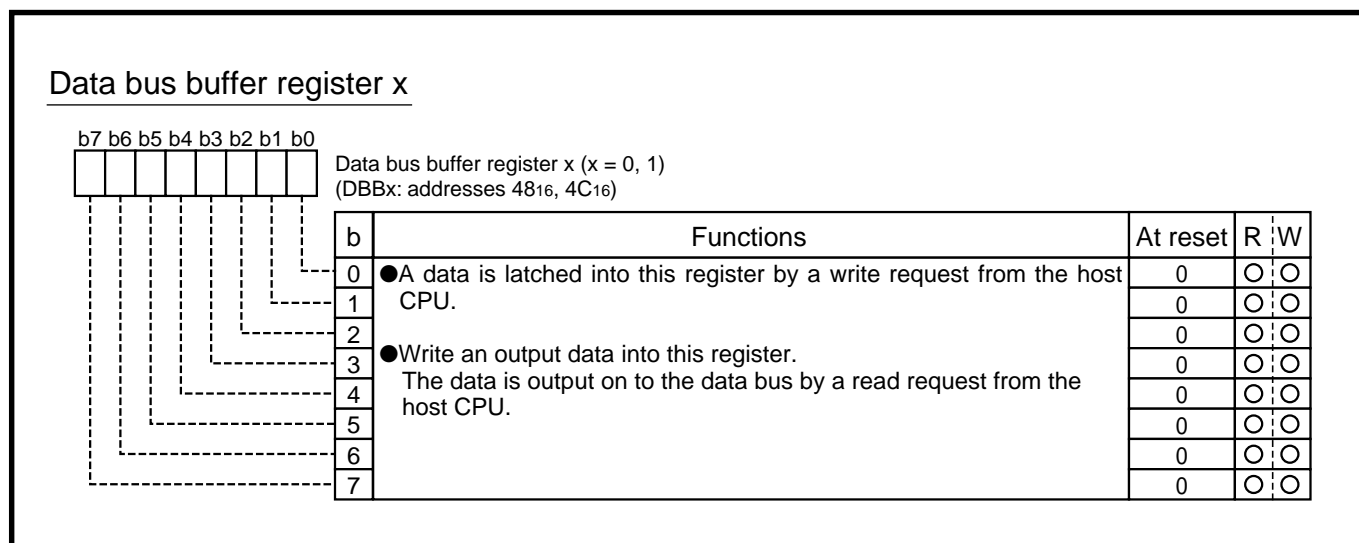 Data bus buffer register x
b7 b6 b5 b4 b3 b2 b1 b0
Data bus buffer register x (x = 0, 1)
(DBBx: addresses 4816, 4C16)
b Functions At reset R W
0 ●A data is latched into this register by a write request from the host 0 ○ ○
1 CPU. 0 ○ ○
2 0 ○ ○
3 ●Write an output data into this register. 0 ○ ○
4 The data is output on to the data bus by a read request from the 0 ○ ○
5 host CPU. 0 ○ ○
6 0 ○ ○
7 0 ○ ○